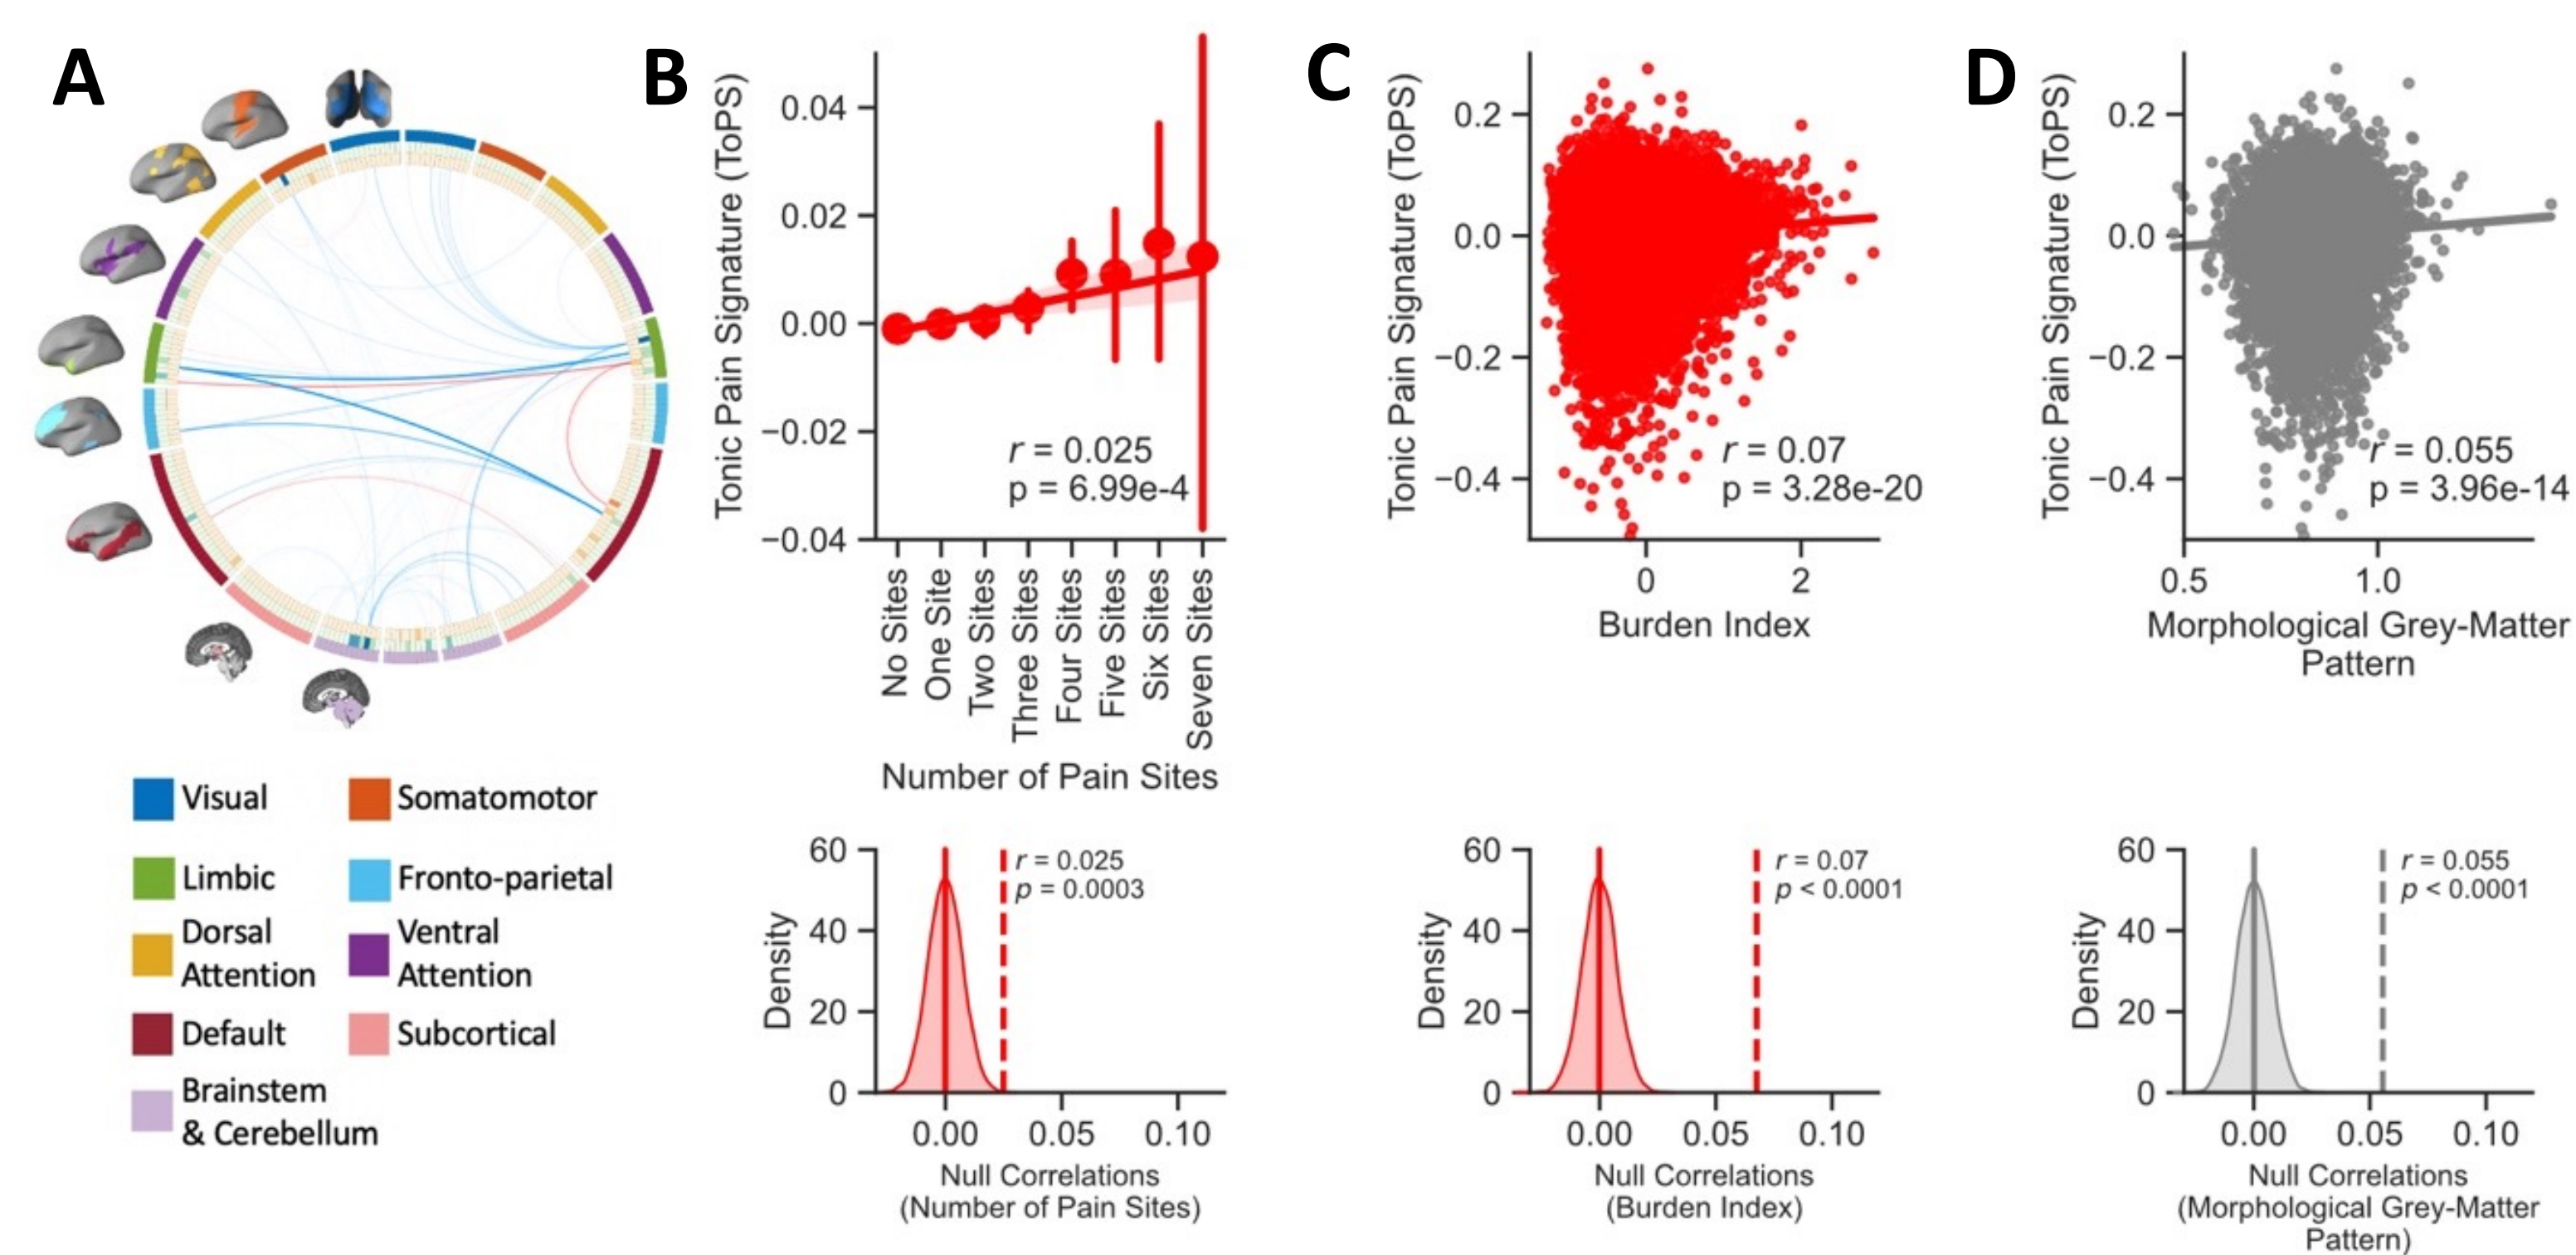 A
B
C
D
Visual
Somatomotor
Limbic
Fronto-parietal
Dorsal
Attention
Ventral
Attention
Default
Subcortical
Brainstem
& Cerebellum
Tonic Pain Signature (ToPS)
0.04
0.02
0.00
−0.02
−0.04
r = 0.025
p = 6.99e-4
No Sites
One Site
Two Sites
Three Sites
Four Sites
Five Sites
Six Sites
Seven Sites
Number of Pain Sites
Tonic Pain Signature (ToPS)
0.2
0.0
−0.2
−0.4
r = 0.07
p = 3.28e-20
0
2
Burden Index
Tonic Pain Signature (ToPS)
0.2
0.0
−0.2
−0.4
r = 0.055
p = 3.96e-14
0.5
1.0
Morphological Grey-Matter
Pattern
Density
60
40
20
0
r = 0.025
p = 0.0003
0.00
0.05
0.10
Null Correlations
(Number of Pain Sites)
Density
60
40
20
0
r = 0.07
p < 0.0001
0.00
0.05
0.10
Null Correlations
(Burden Index)
Density
60
40
20
0
r = 0.055
p < 0.0001
0.00
0.05
0.10
Null Correlations
(Morphological Grey-Matter
Pattern)